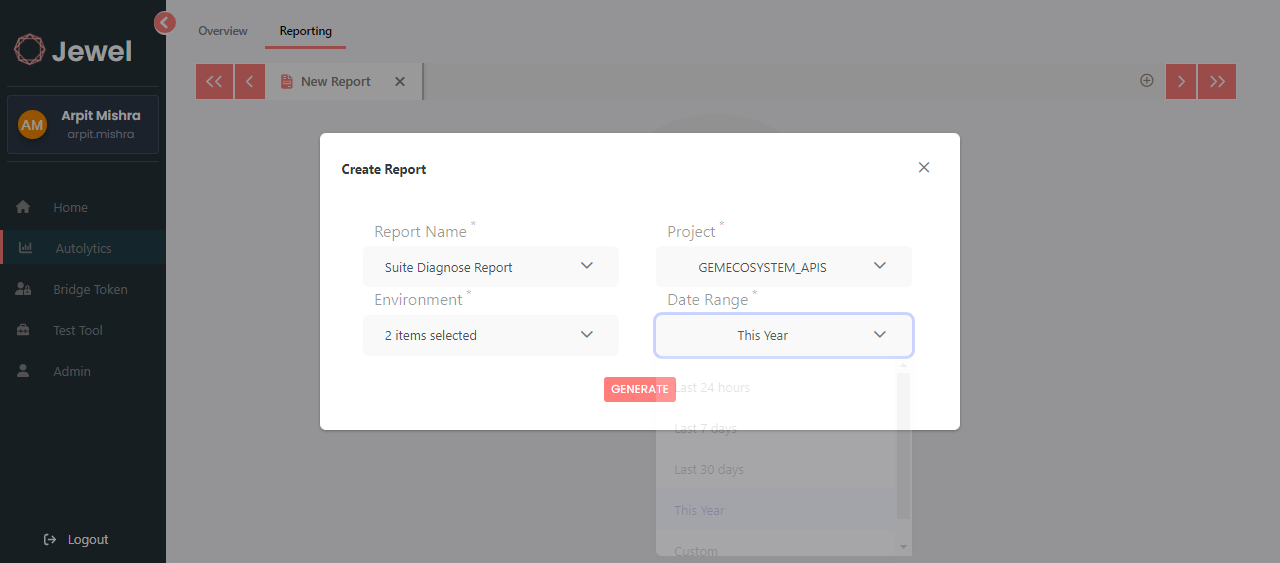 Jewel
AM
Arpit Mishra
arpit.mishra
Home
Autolytics
Bridge Token
Test Tool
Admin
Logout
Overview
Reporting
New Report
Create Report
Report Name *
Project *
Suite Diagnose Report
GEMECOSYSTEM_APIS
Environment *
Date Range *
2 items selected
This Year
GENERATE
Last 24 hours
Last 7 days
Last 30 days
This Year
Custom